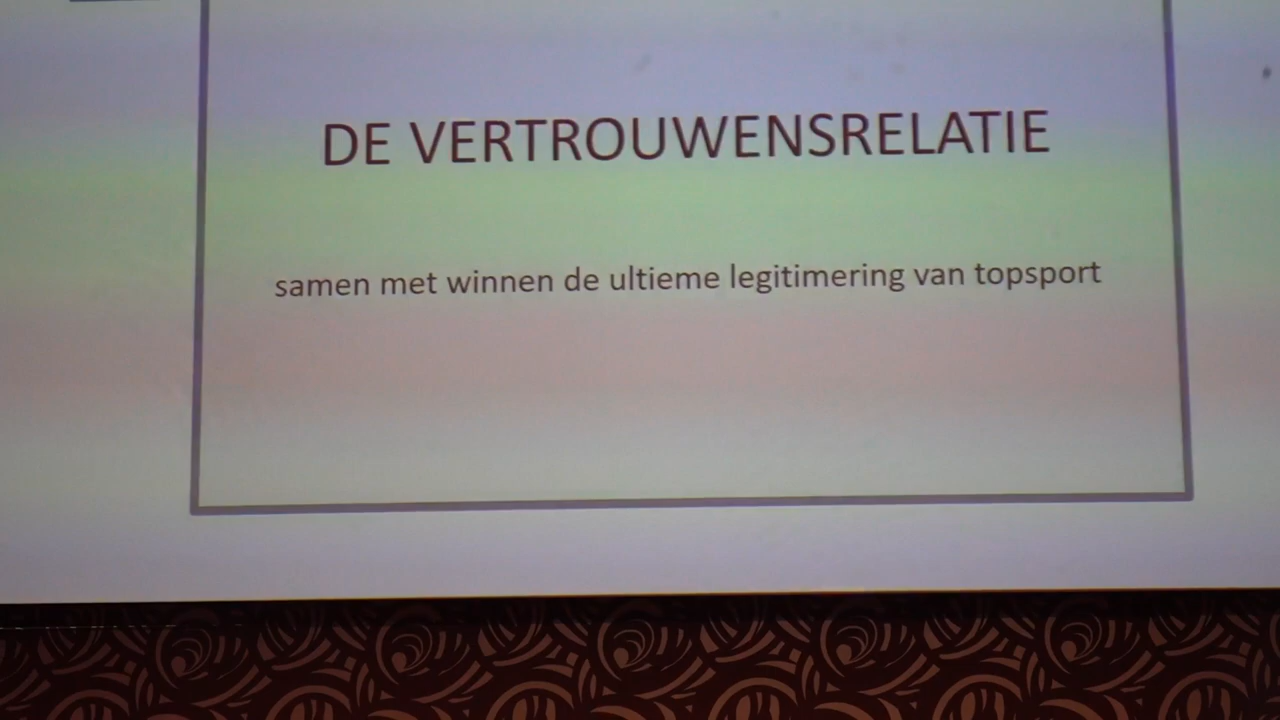 DE VERTROUWENSRELATIE
samen met winnen de ultieme legitimering van topsport